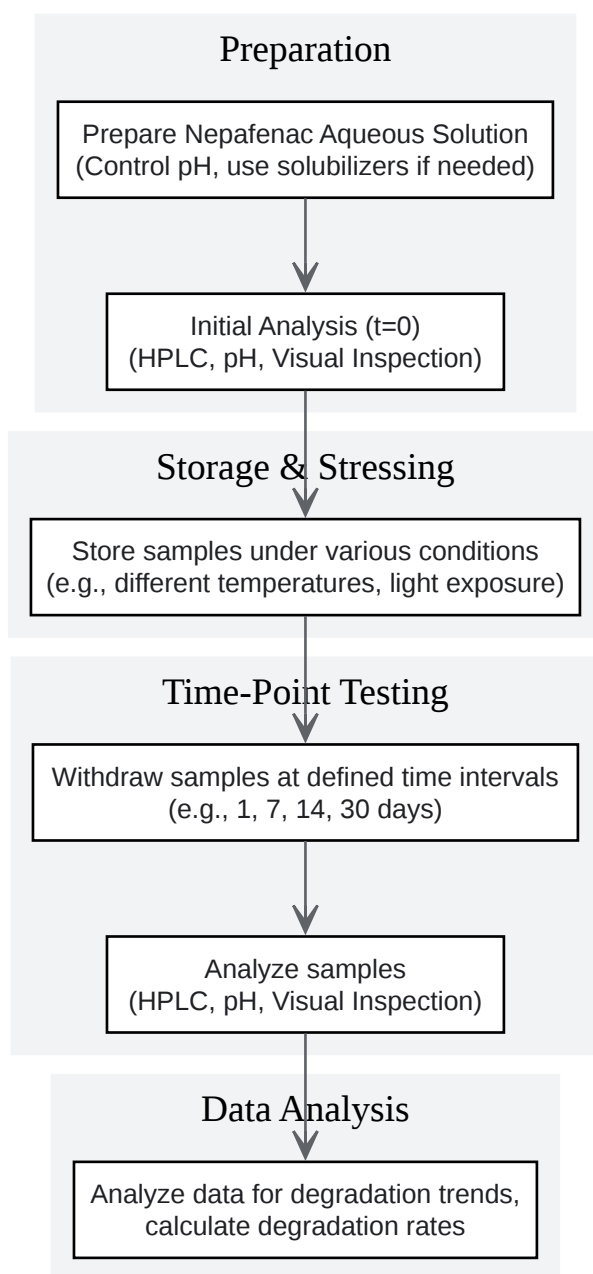 Preparation
Prepare Nepafenac Aqueous Solution
(Control pH, use solubilizers if needed)
Initial Analysis (t=0)
(HPLC, pH, Visual Inspection)
Storage & Stressing
Store samples under various conditions
(e.g., different temperatures, light exposure)
Time-Point Testing
Withdraw samples at defined time intervals
(e.g., 1, 7, 14, 30 days)
Analyze samples
(HPLC, pH, Visual Inspection)
Data Analysis
Analyze data for degradation trends,
calculate degradation rates